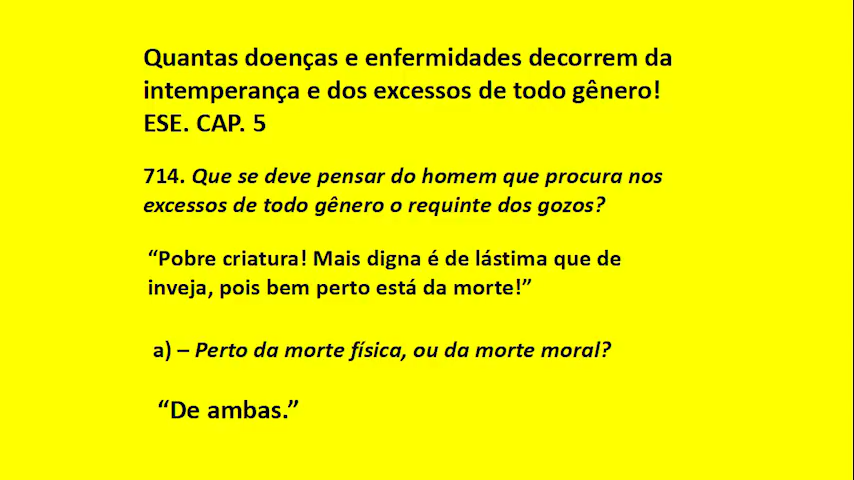 Quantas doenças e enfermidades decorrem da
intemperança e dos excessos de todo gênero!
ESE. CAP. 5
714. Que se deve pensar do homem que procura nos
excessos de todo gênero o requinte dos gozos?
“Pobre criatura! Mais digna é de lástima que de
inveja, pois bem perto está da morte!”
a) – Perto da morte física, ou da morte moral?
“De ambas.”